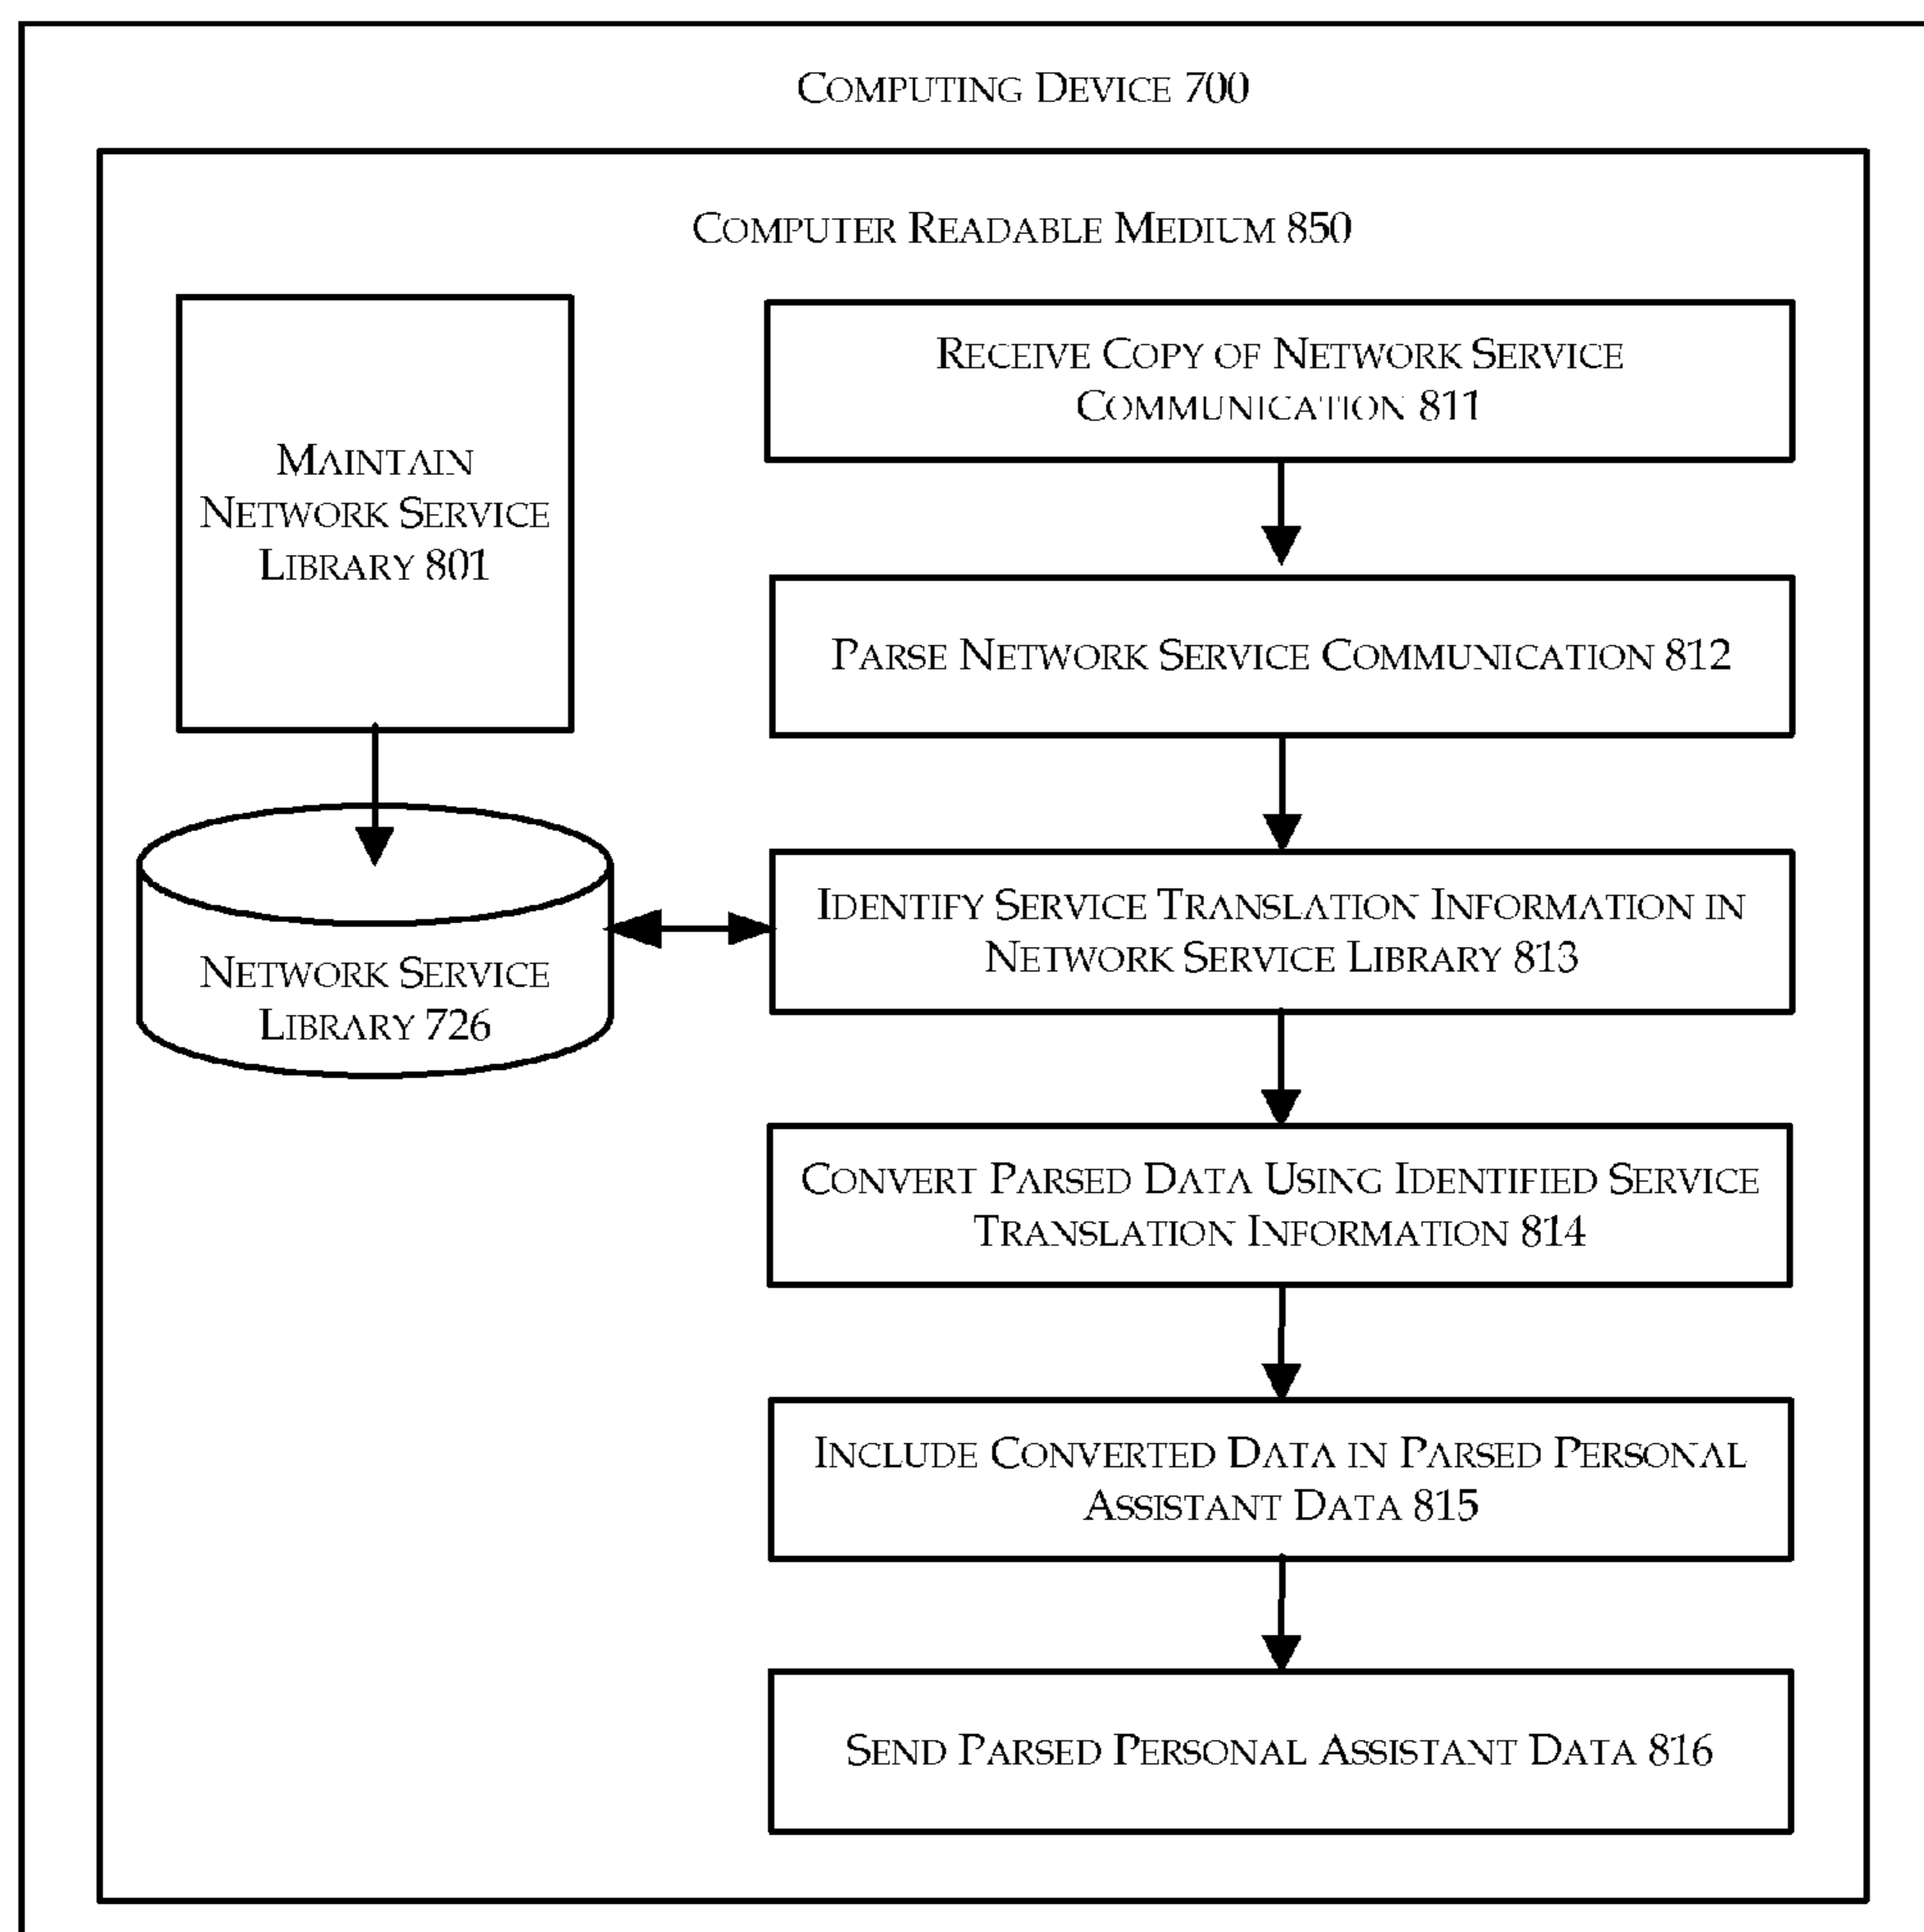 COMPUTING DEVICE 700
COMPUTER READABLE MEDIUM 850
MAINTAIN
NETWORK SERVICE
LIBRARY 801
RECEIVE COPY OF NETWORK SERVICE
COMMUNICATION 811
PARSE NETWORK SERVICE COMMUNICATION 812
IDENTIFY SERVICE TRANSLATION INFORMATION IN
NETWORK SERVICE LIBRARY 813
NETWORK SERVICE
LIBRARY 726
CONVERT PARSED DATA USING IDENTIFIED SERVICE
TRANSLATION INFORMATION 814
INCLUDE CONVERTED DATA IN PARSED PERSONAL
ASSISTANT DATA 815
SEND PARSED PERSONAL ASSISTANT DATA 816